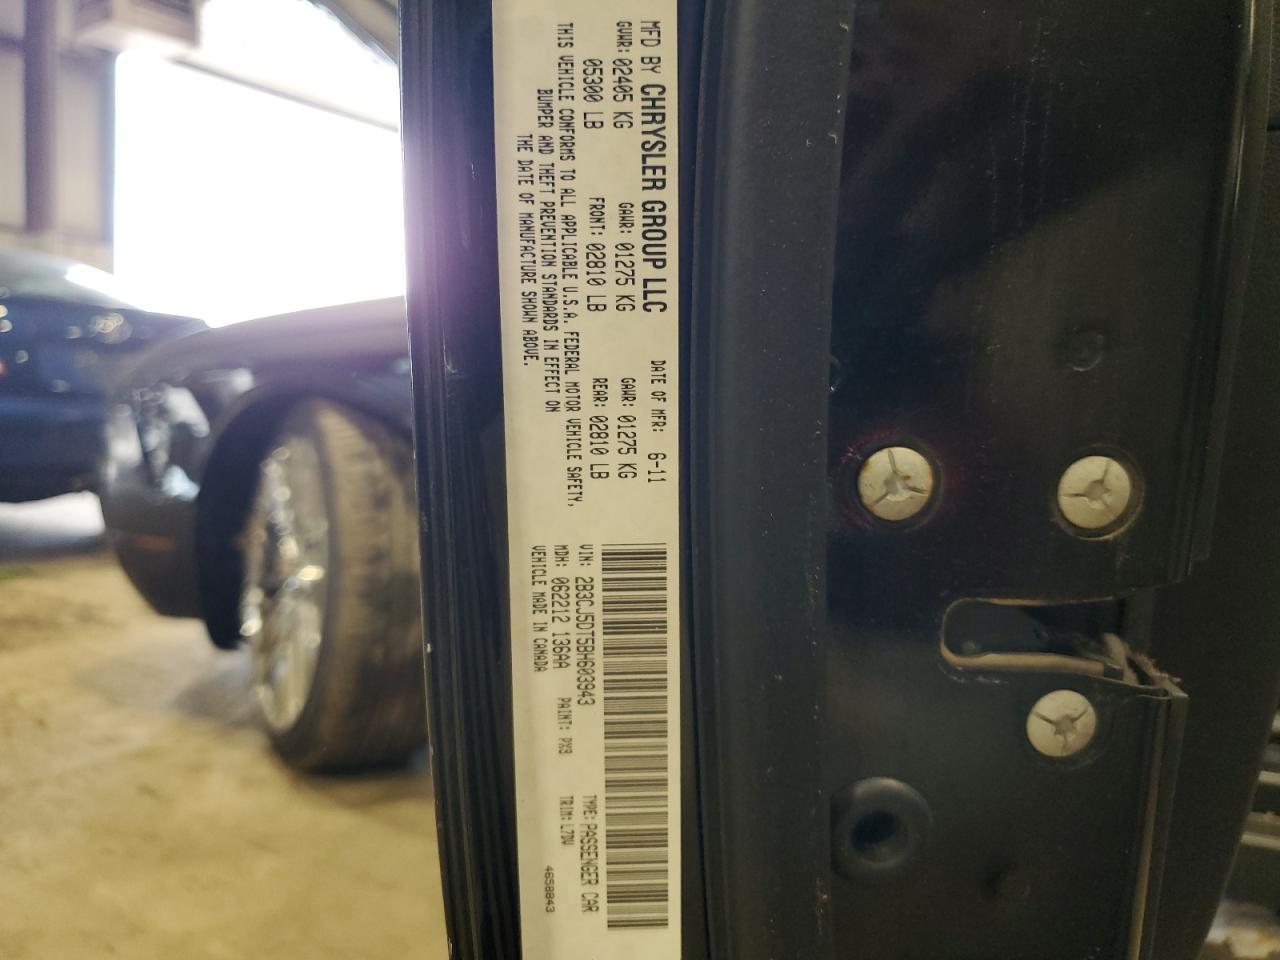 MFD BY CHRYSLER GROUP LLC DATE OF MFR: 6-11
GVWR: 02405 KG GAWR: 01275 KG GAWR: 01275 KG
05300 LB FRONT: 02810 LB REAR: 02810 LB
THIS VEHICLE CONFORMS TO ALL APPLICABLE U.S.A. FEDERAL MOTOR VEHICLE SAFETY,
BUMPER AND THEFT PREVENTION STANDARDS IN EFFECT ON
THE DATE OF MANUFACTURE SHOWN ABOVE.
VIN: 2B3CJ5DT5BH603943 TYPE: PASSENGER CAR
MDH: 062212 136AA PAINT: PX8 TRIM: L7DV
VEHICLE MADE IN CANADA 4658843